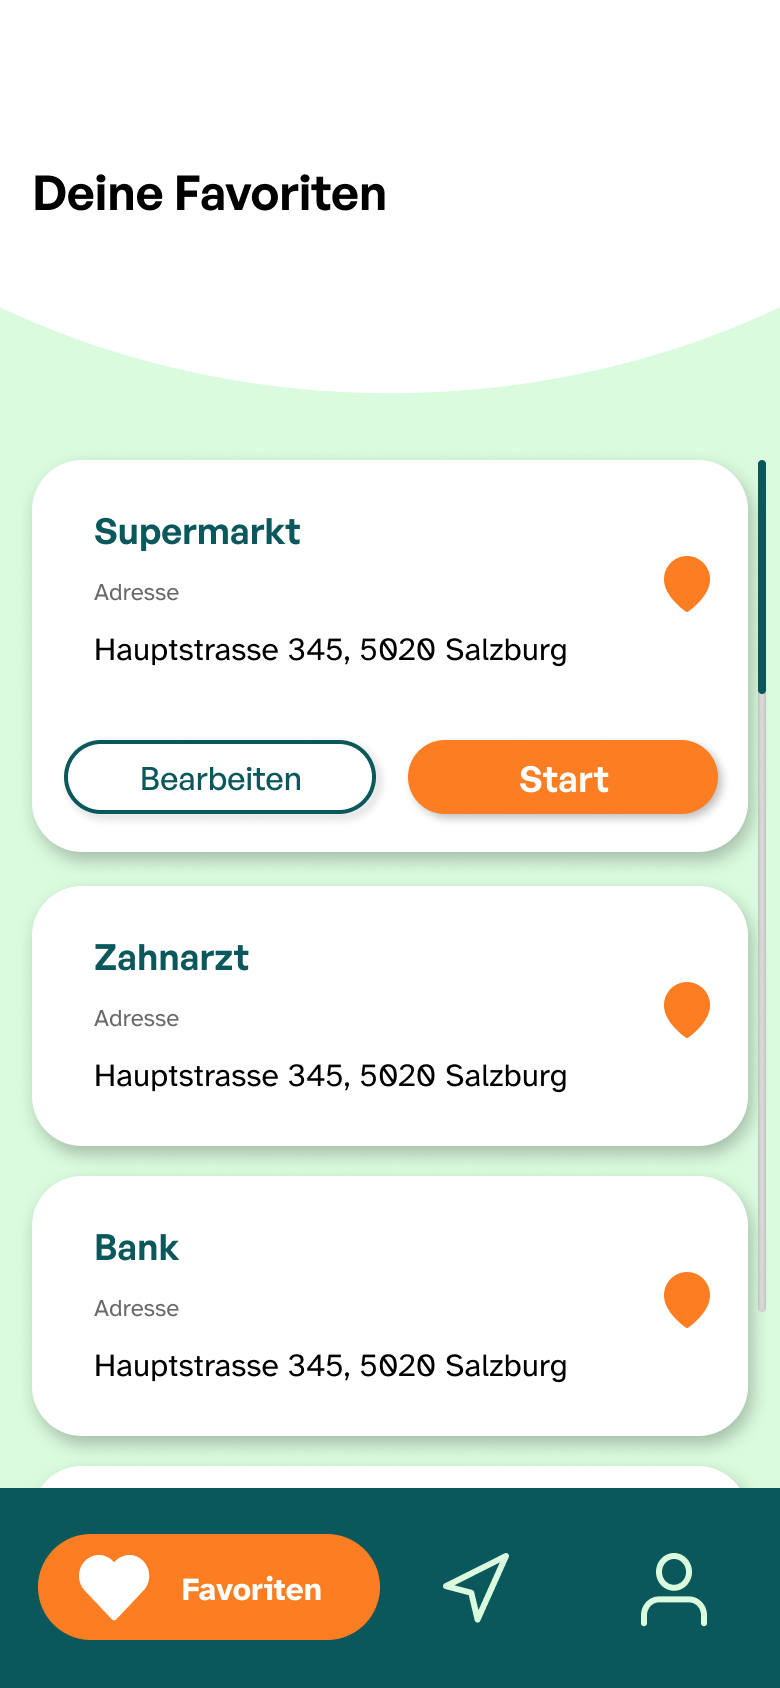 Deine Favoriten
Supermarkt
Adresse
Hauptstrasse 345, 5020 Salzburg
Bearbeiten
Start
Zahnarzt
Adresse
Hauptstrasse 345, 5020 Salzburg
Bank
Adresse
Hauptstrasse 345, 5020 Salzburg
Favoriten